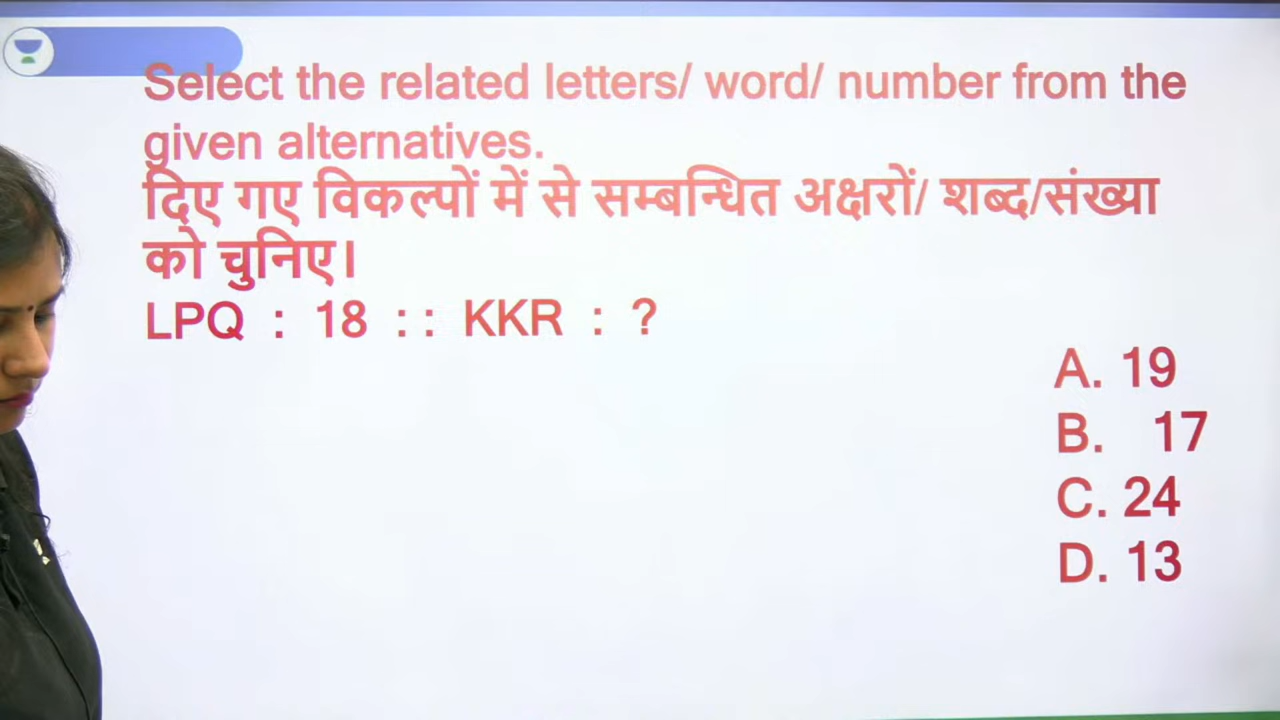 Select the related letters/ word/ number from the
given alternatives.
दिए गए विकल्पों में से सम्बन्धित अक्षरों/ शब्द/संख्या
को चुनिए।
LPQ : 18 : : KKR : ?
A. 19
B. 17
C. 24
D. 13